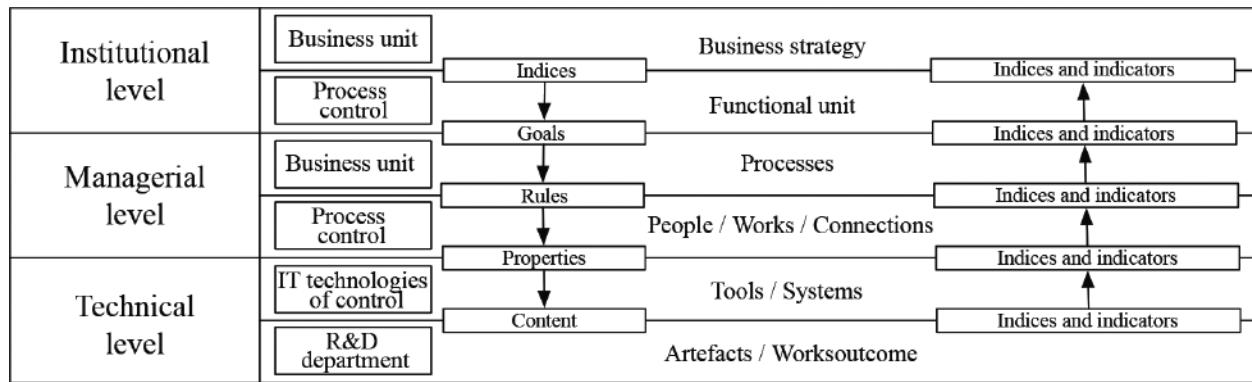 Institutional
level
Business unit
Business strategy
Indices
Indices and indicators
Process
control
Functional unit
Goals
Indices and indicators
Managerial
level
Business unit
Processes
Rules
Indices and indicators
Process
control
People / Works / Connections
Properties
Indices and indicators
Technical
level
IT technologies
of control
Tools / Systems
Content
Indices and indicators
R&D
department
Artefacts / Worksoutcome